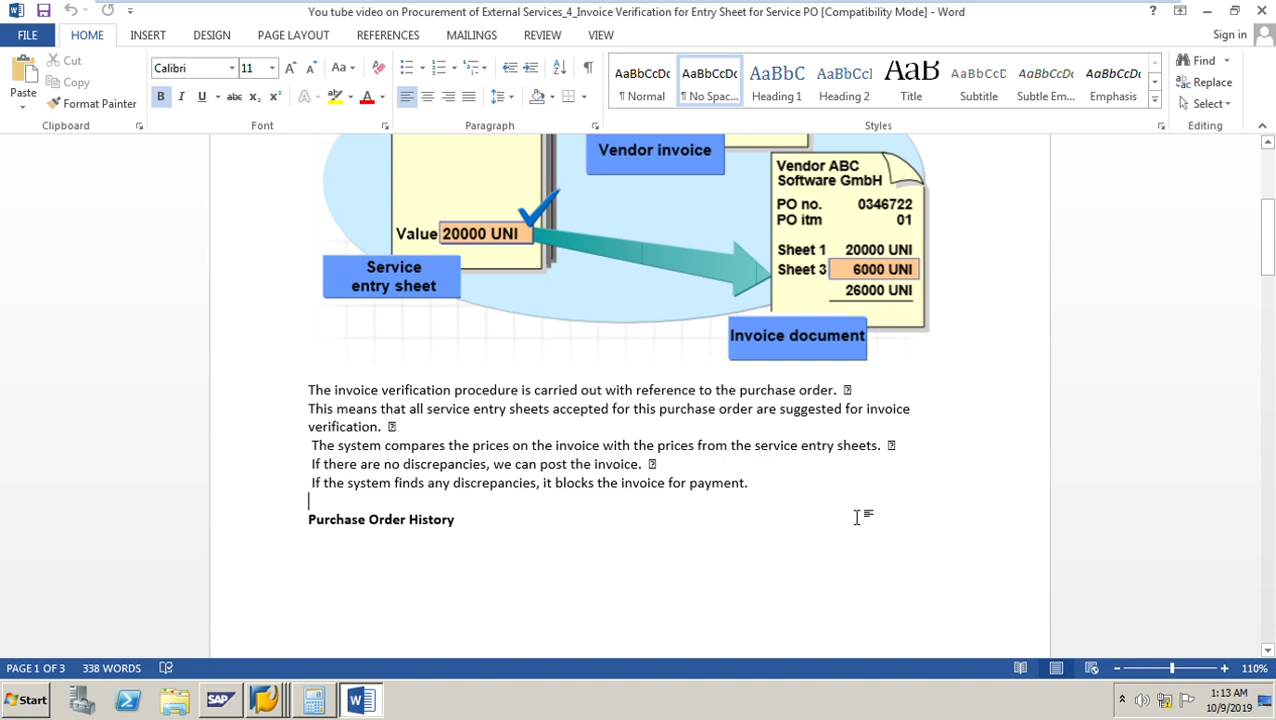 You tube video on Procurement of External Services_4_Invoice Verification for Entry Sheet for Service PO [Compatibility Mode] - Word
FILE HOME INSERT DESIGN PAGE LAYOUT REFERENCES MAILINGS REVIEW VIEW Sign in
Paste
Cut
Copy
Format Painter
Clipboard
Calibri 11
Font
Paragraph
AaBbCcDc AaBbCcDc AaBbC AaBbCc AaB AaBbCcD AaBbCcDc AaBbCcDc
¶ Normal ¶ No Spac... Heading 1 Heading 2 Title Subtitle Subtle Em... Emphasis
Styles
Find
Replace
Select
Editing
Vendor invoice
Vendor ABC
Software GmbH
PO no. 0346722
PO itm 01
Value 20000 UNI
Sheet 1 20000 UNI
Sheet 3 6000 UNI
26000 UNI
Service
entry sheet
Invoice document
The invoice verification procedure is carried out with reference to the purchase order.
This means that all service entry sheets accepted for this purchase order are suggested for invoice
verification.
The system compares the prices on the invoice with the prices from the service entry sheets.
If there are no discrepancies, we can post the invoice.
If the system finds any discrepancies, it blocks the invoice for payment.
Purchase Order History
PAGE 1 OF 3 338 WORDS 110%
Start SAP 1:13 AM
10/9/2019